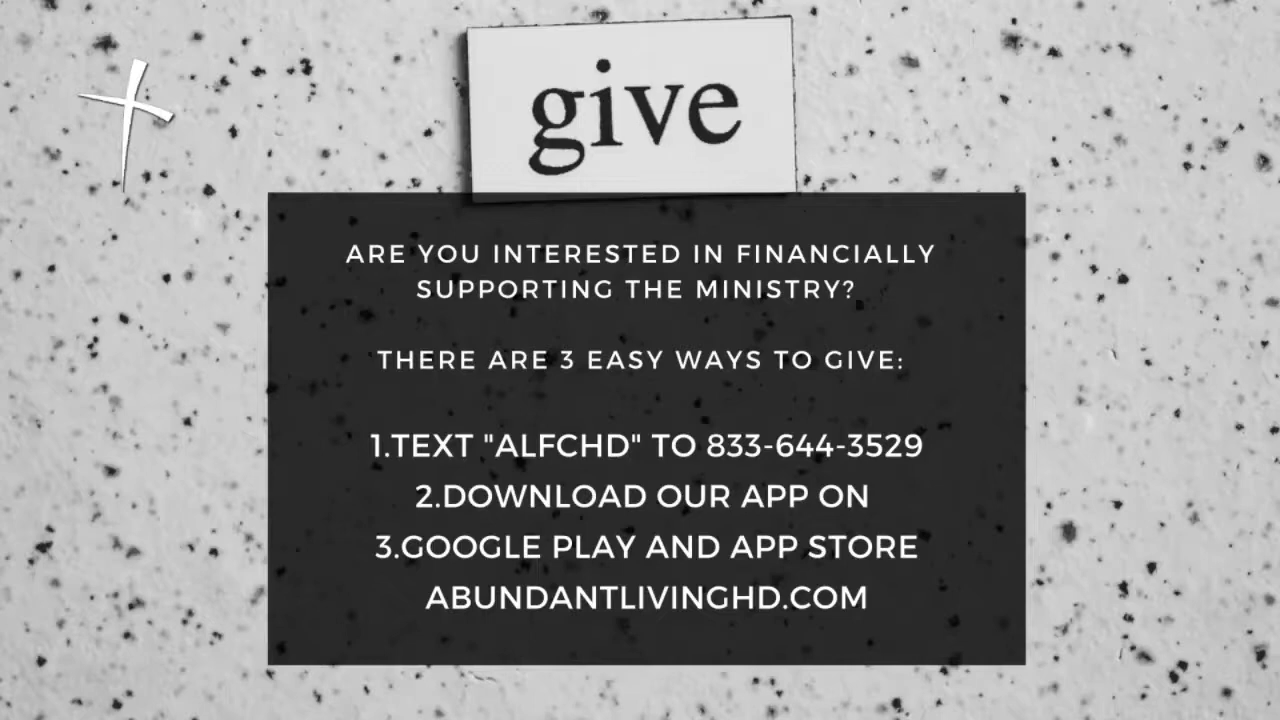 give
ARE YOU INTERESTED IN FINANCIALLY
SUPPORTING THE MINISTRY?
THERE ARE 3 EASY WAYS TO GIVE:
1.TEXT "ALFCHD" TO 833-644-3529
2.DOWNLOAD OUR APP ON
3.GOOGLE PLAY AND APP STORE
ABUNDANTLIVINGHD.COM